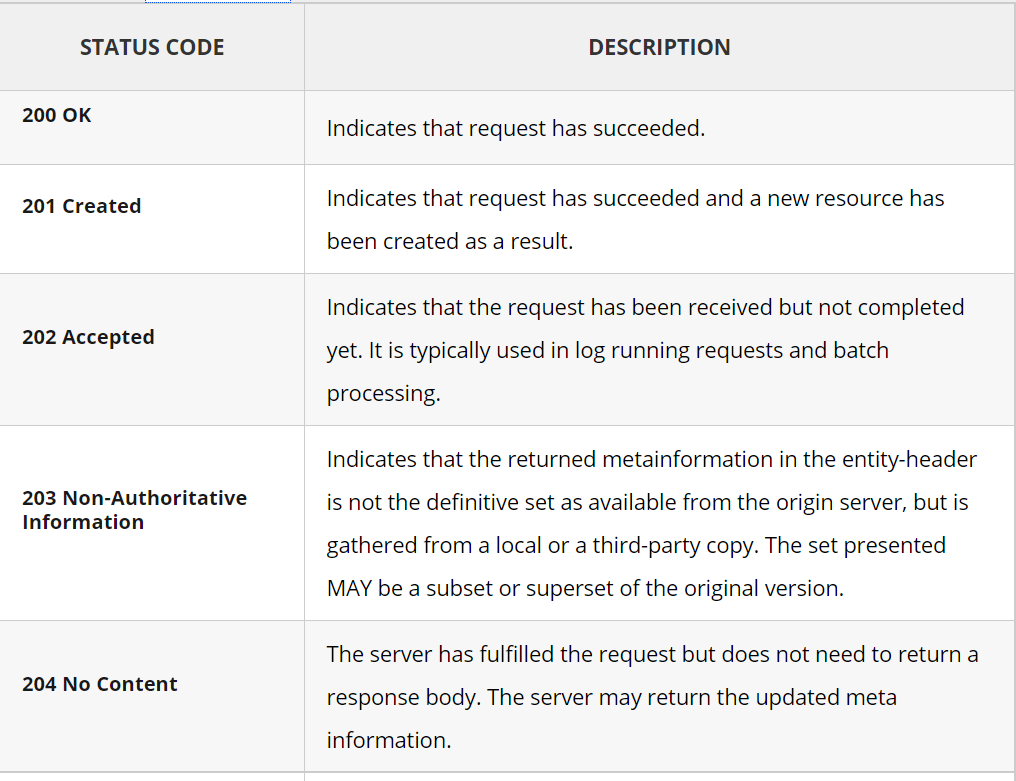 STATUS CODE
DESCRIPTION
200 OK
Indicates that request has succeeded.
201 Created
Indicates that request has succeeded and a new resource has
been created as a result.
202 Accepted
Indicates that the request has been received but not completed
yet. It is typically used in log running requests and batch
processing.
203 Non-Authoritative
Information
Indicates that the returned metainformation in the entity-header
is not the definitive set as available from the origin server, but is
gathered from a local or a third-party copy. The set presented
MAY be a subset or superset of the original version.
204 No Content
The server has fulfilled the request but does not need to return a
response body. The server may return the updated meta
information.